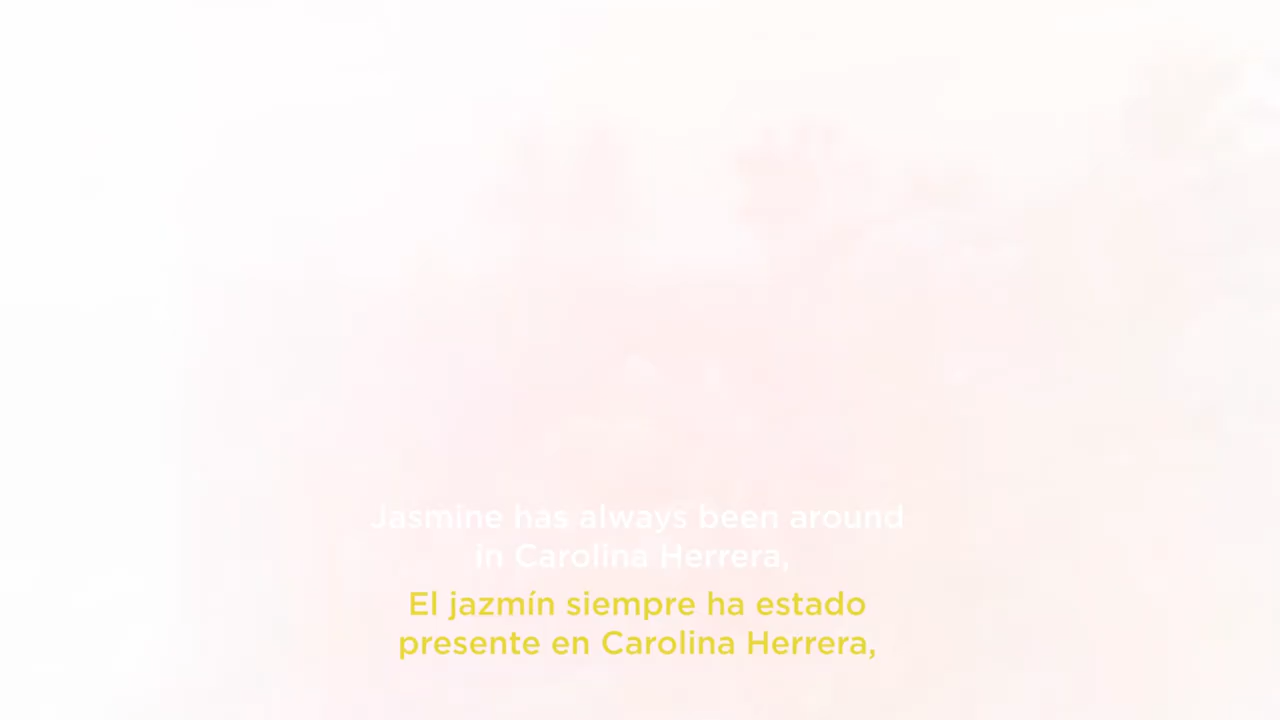 Jasmine has always been around
in Carolina Herrera,
El jazmín siempre ha estado
presente en Carolina Herrera,